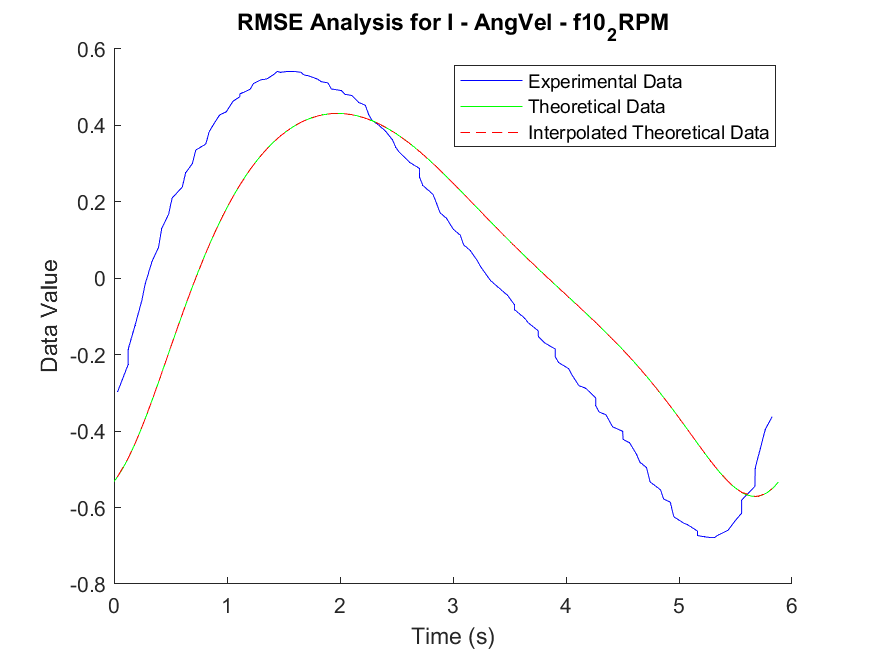 RMSE Analysis for I - AngVel - f10₂RPM
Experimental Data
Theoretical Data
Interpolated Theoretical Data
0.6
0.4
0.2
0
-0.2
-0.4
-0.6
-0.8
Data Value
0 1 2 3 4 5 6
Time (s)